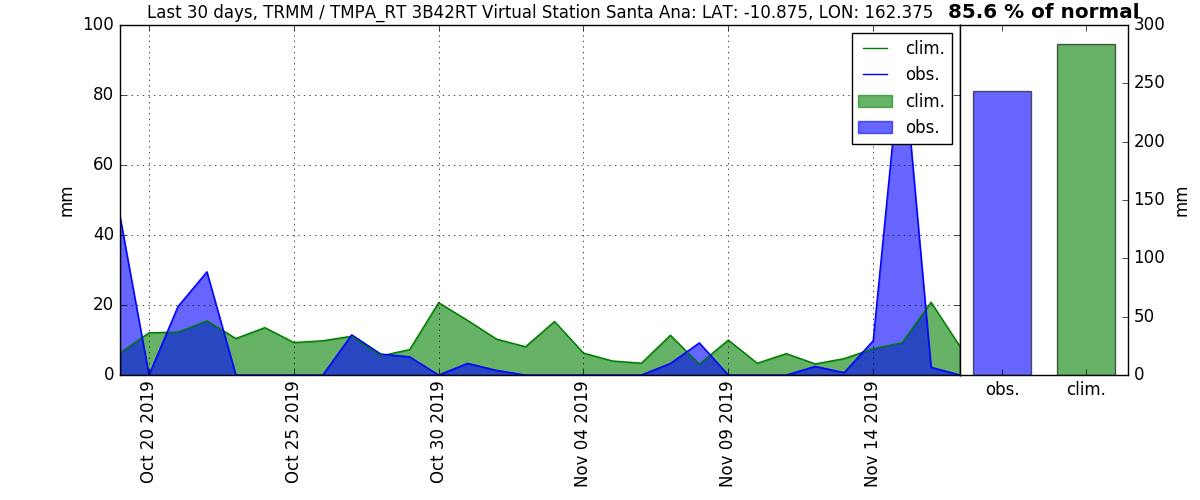 Last 30 days, TRMM / TMPA_RT 3B42RT Virtual Station Santa Ana: LAT: -10.875, LON: 162.375
85.6 % of normal
clim.
obs.
clim.
obs.
mm
100
80
60
40
20
0
Oct 20 2019
Oct 25 2019
Oct 30 2019
Nov 04 2019
Nov 09 2019
Nov 14 2019
300
250
200
150
100
50
0
mm
obs.
clim.